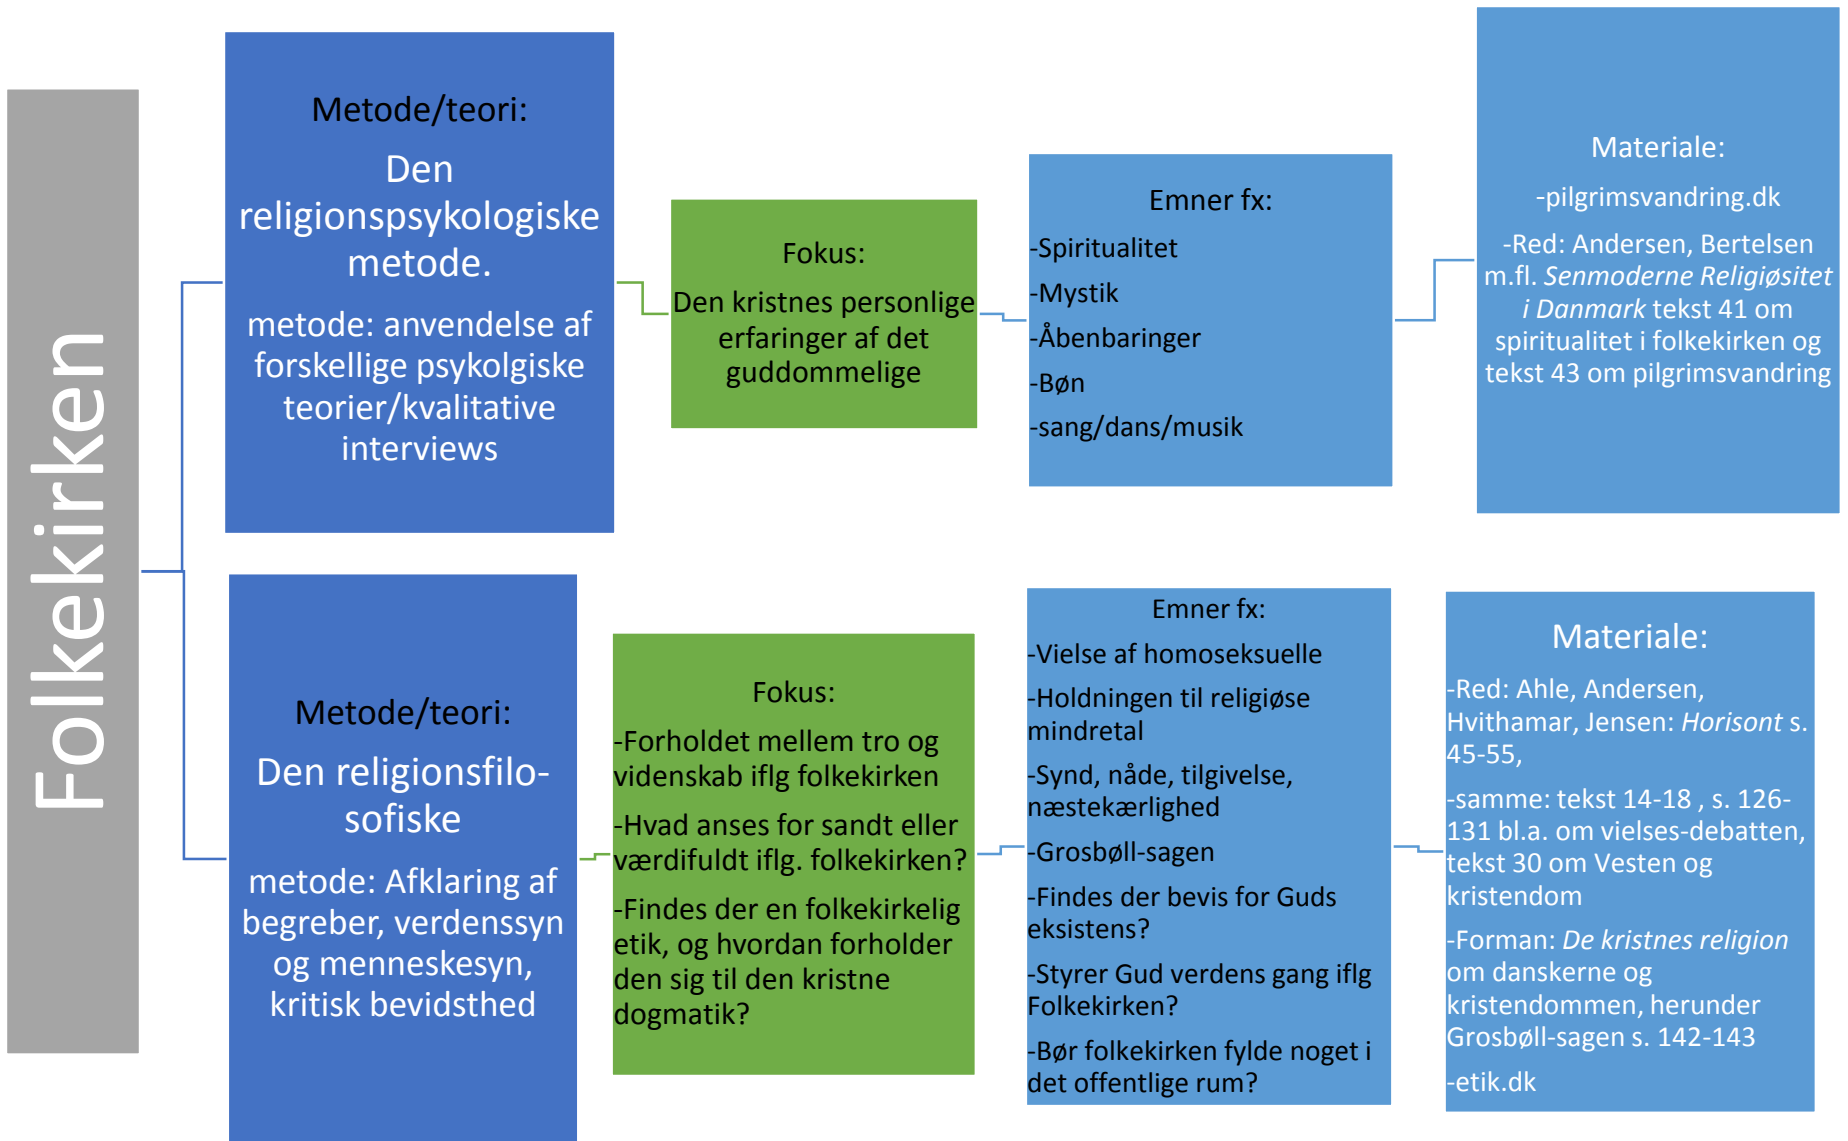 Folkekirken
Metode/teori:
Den
religionspsykologiske
metode.
metode: anvendelse af
forskellige psykolgiske
teorier/kvalitative
interviews
Fokus:
Den kristnes personlige
erfaringer af det
guddommelige
Emner fx:
-Spiritualitet
-Mystik
-Åbenbaringer
-Bøn
-sang/dans/musik
Materiale:
-pilgrimsvandring.dk
-Red: Andersen, Bertelsen
m.fl. Senmoderne Religiøsitet
i Danmark tekst 41 om
spiritualitet i folkekirken og
tekst 43 om pilgrimsvandring
Metode/teori:
Den religionsfilo-
sofiske
metode: Afklaring af
begreber, verdenssyn
og menneskesyn,
kritisk bevidsthed
Fokus:
-Forholdet mellem tro og
videnskab iflg folkekirken
-Hvad anses for sandt eller
værdifuldt iflg. folkekirken?
-Findes der en folkekirkelig
etik, og hvordan forholder
den sig til den kristne
dogmatik?
Emner fx:
-Vielse af homoseksuelle
-Holdningen til religiøse
mindretal
-Synd, nåde, tilgivelse,
næstekærlighed
-Grosbøll-sagen
-Findes der bevis for Guds
eksistens?
-Styrer Gud verdens gang iflg
Folkekirken?
-Bør folkekirken fylde noget i
det offentlige rum?
Materiale:
-Red: Ahle, Andersen,
Hvithamar, Jensen: Horisont s.
45-55,
-samme: tekst 14-18 , s. 126-
131 bl.a. om vielses-debatten,
tekst 30 om Vesten og
kristendom
-Forman: De kristnes religion
om danskerne og
kristendommen, herunder
Grosbøll-sagen s. 142-143
-etik.dk